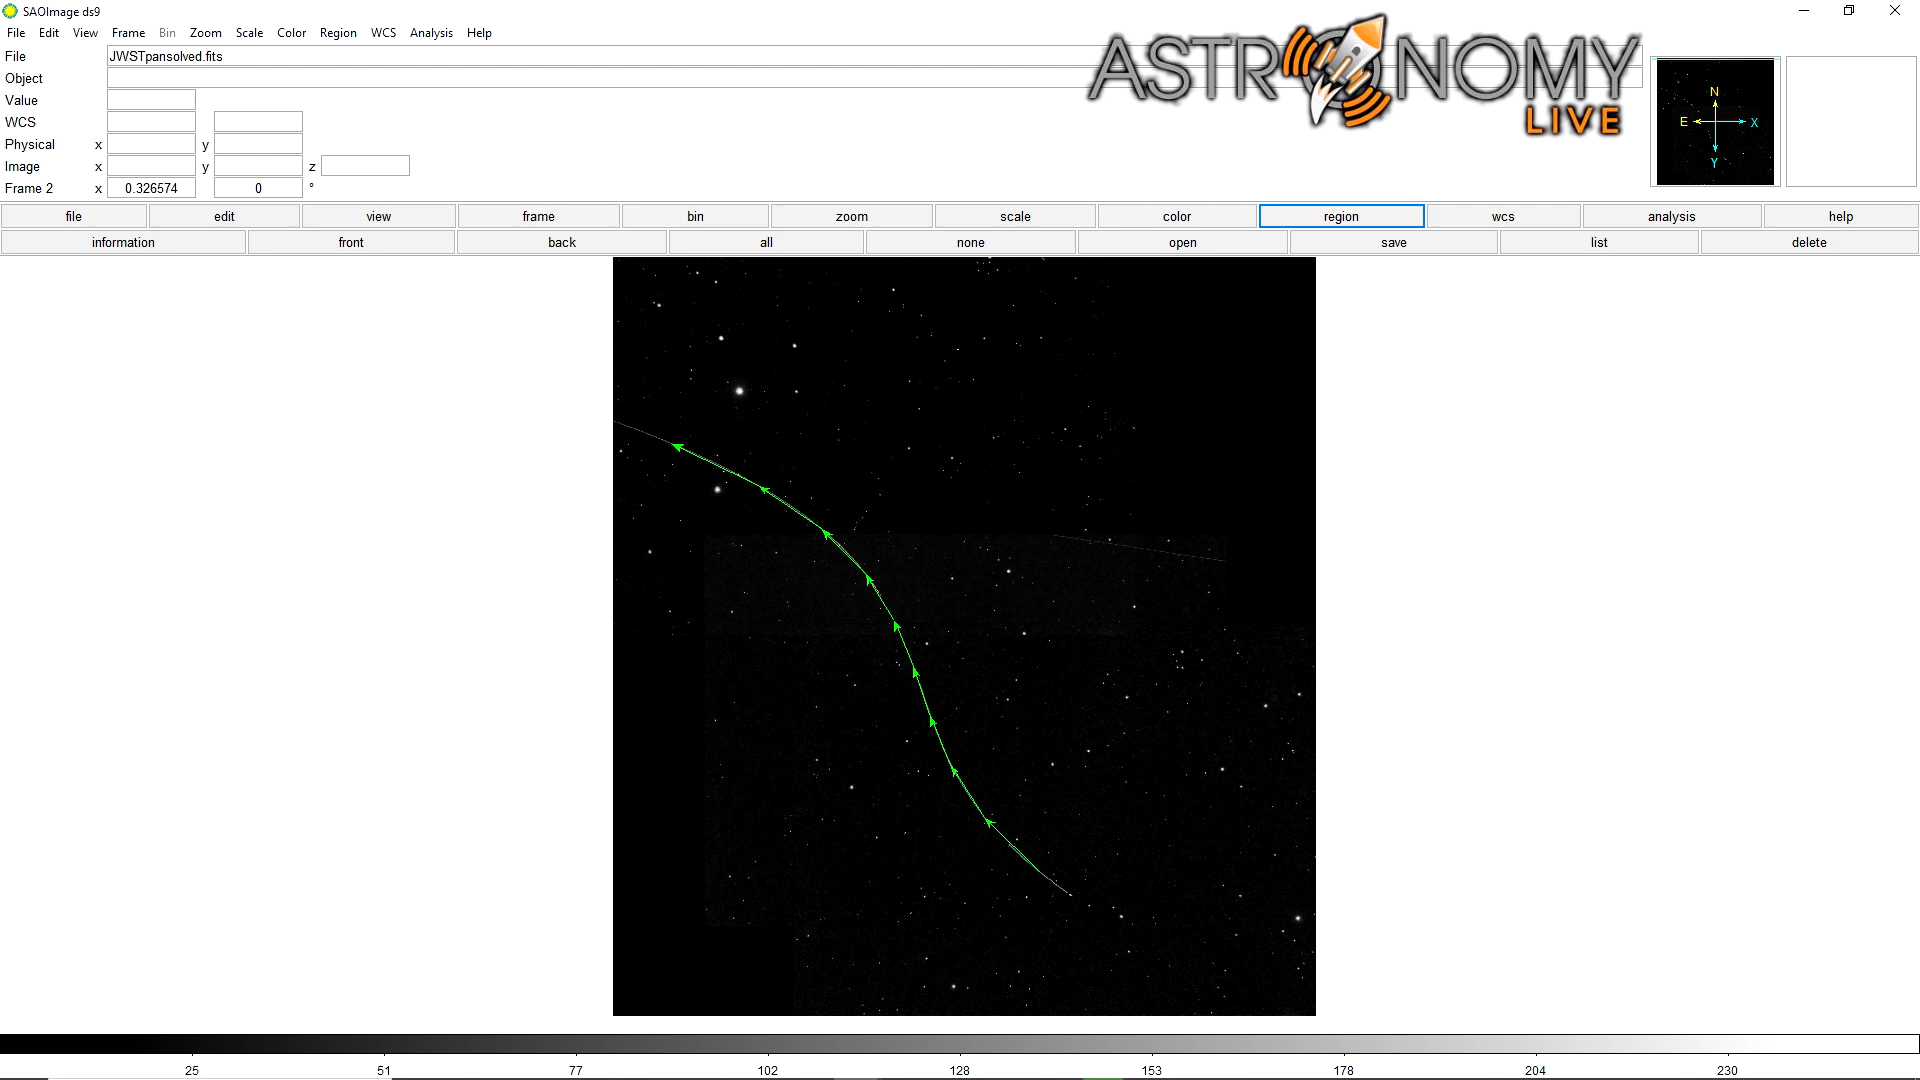 SAOImage ds9
File Edit View Frame Bin Zoom Scale Color Region WCS Analysis Help
File JWSTpansolved.fits
Object
Value
WCS
Physical x y
Image x y z
Frame 2 x 0.326574 0 °
ASTRONOMY
LIVE
N
E X
Y
file edit view frame bin zoom scale color region wcs analysis help
information front back all none open save list delete
25 51 77 102 128 153 178 204 230